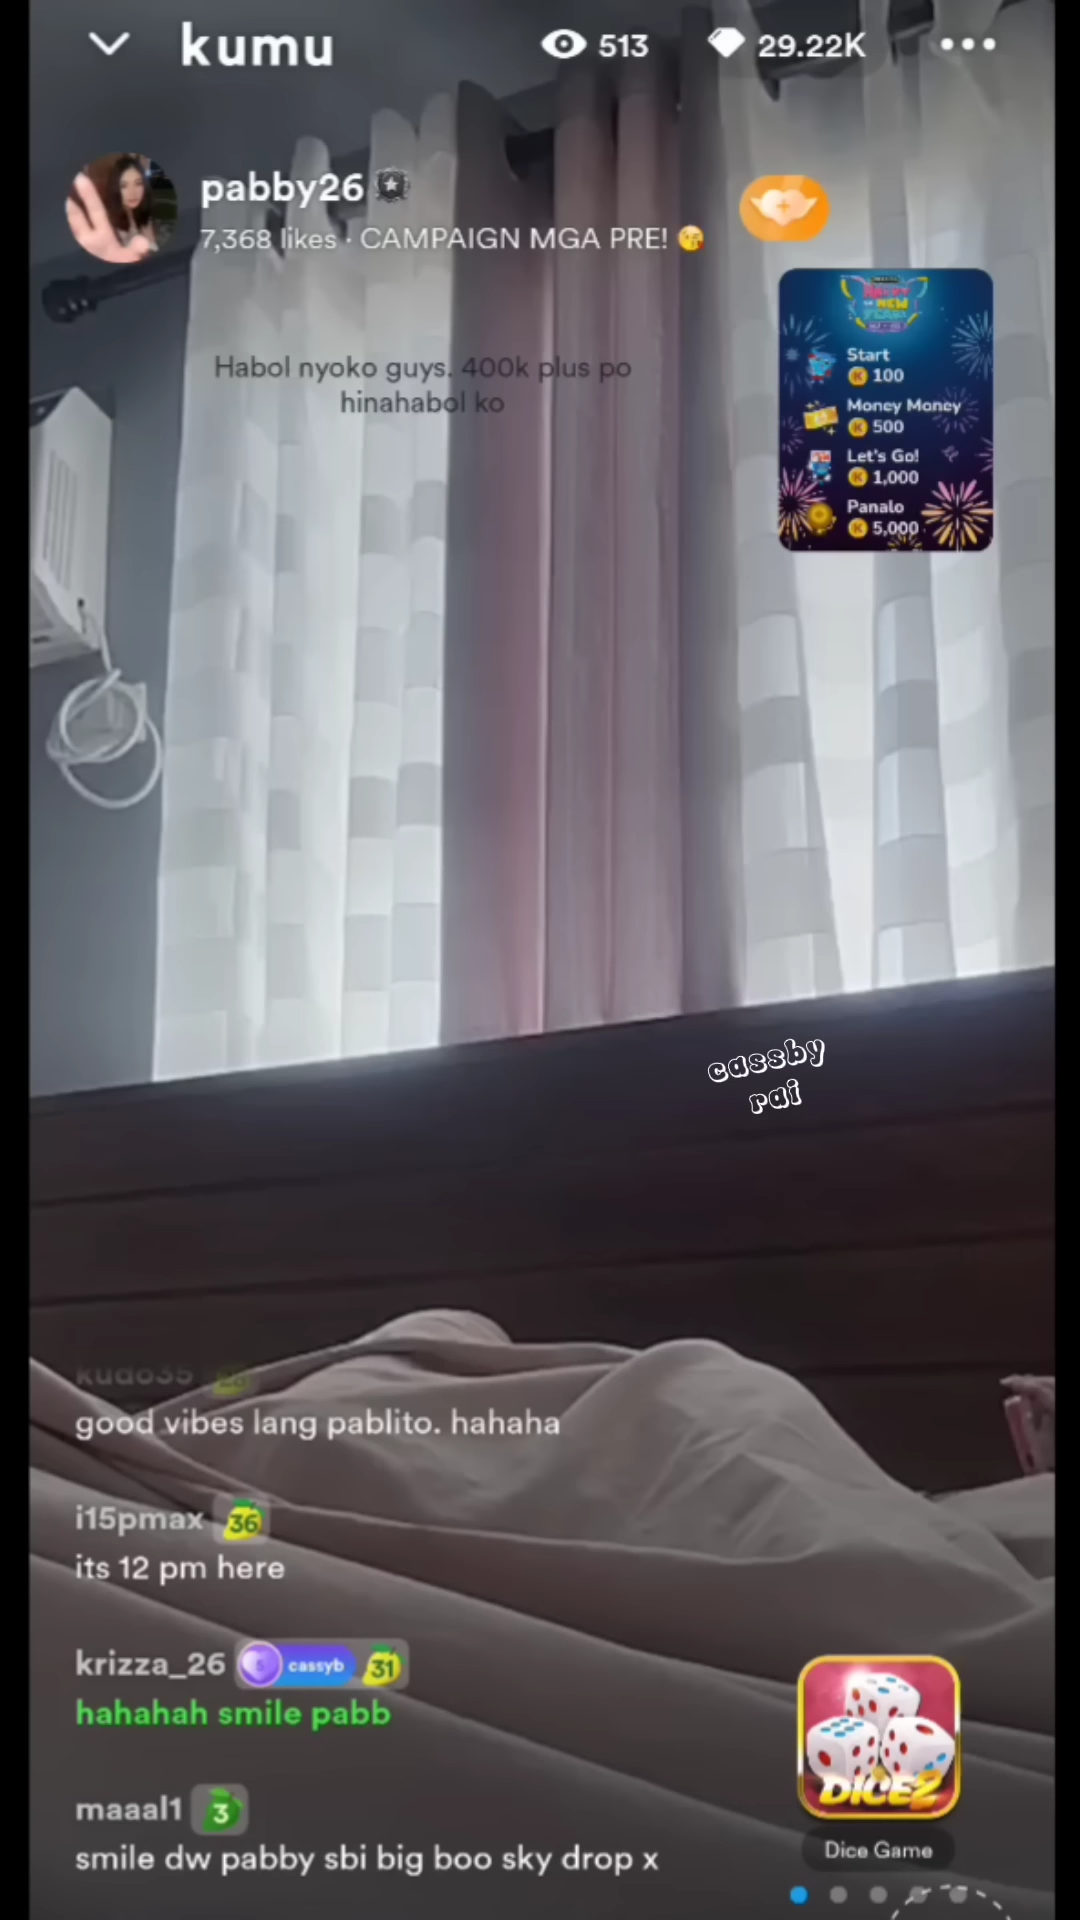 kumu 513 29.22K
pabby26
7,368 likes · CAMPAIGN MGA PRE! 😘
Habol nyoko guys. 400k plus po
hinahabol ko
NEW
YEAR
Start
K 100
Money Money
K 500
Let's Go!
K 1,000
Panalo
K 5,000
cassby
rai
kudo35
good vibes lang pablito. hahaha
i15pmax 36
its 12 pm here
krizza_26 cassyb 31
hahahah smile pabb
maaal1 3
smile dw pabby sbi big boo sky drop x
DICE2
Dice Game